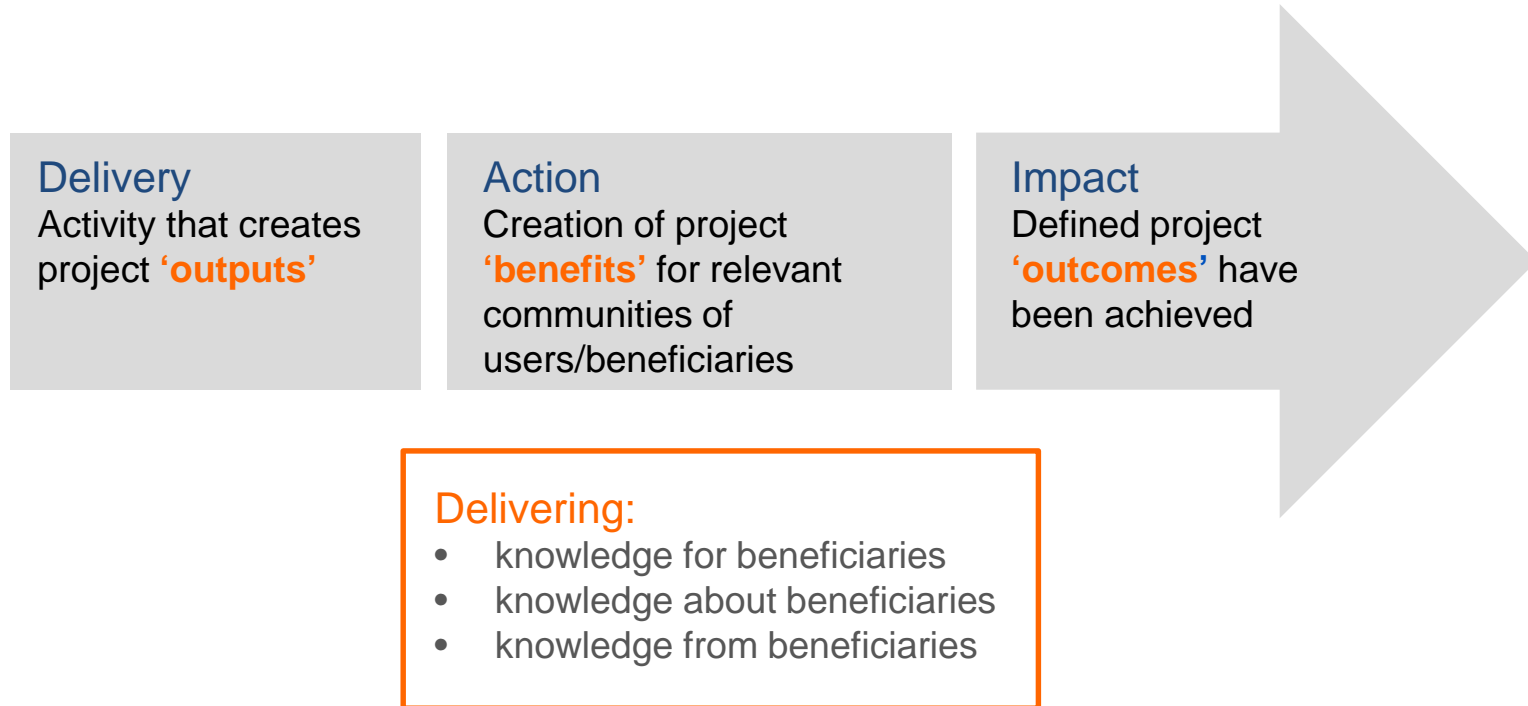 Delivery
Activity that creates
project ‘outputs’
Action
Creation of project
‘benefits’ for relevant
communities of
users/beneficiaries
Impact
Defined project
‘outcomes’ have
been achieved
Delivering:
• knowledge for beneficiaries
• knowledge about beneficiaries
• knowledge from beneficiaries